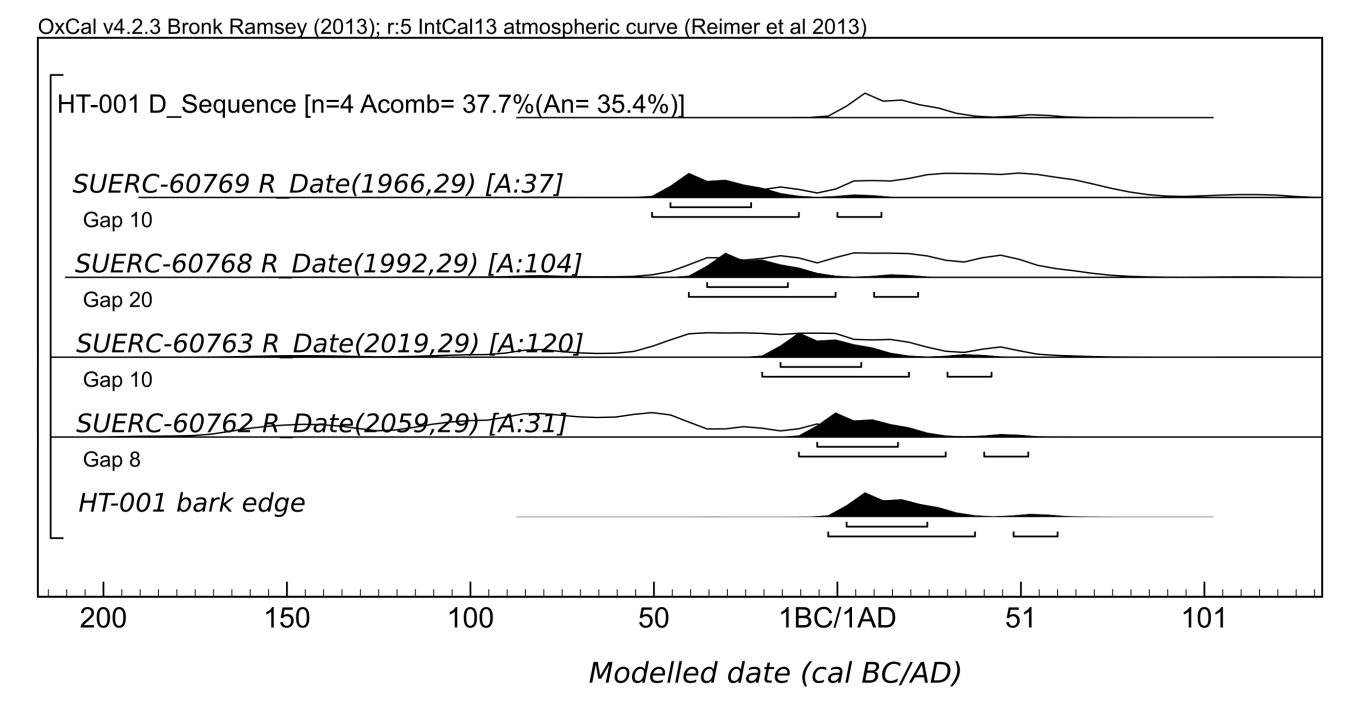 OxCal v4.2.3 Bronk Ramsey (2013); r:5 IntCal13 atmospheric curve (Reimer et al 2013)
HT-001 D_Sequence [n=4 Acomb= 37.7%(An= 35.4%)]
SUERC-60769 R_Date(1966,29) [A:37]
Gap 10
SUERC-60768 R_Date(1992,29) [A:104]
Gap 20
SUERC-60763 R_Date(2019,29) [A:120]
Gap 10
SUERC-60762 R_Date(2059,29) [A:31]
Gap 8
HT-001 bark edge
200 150 100 50 1BC/1AD 51 101
Modelled date (cal BC/AD)